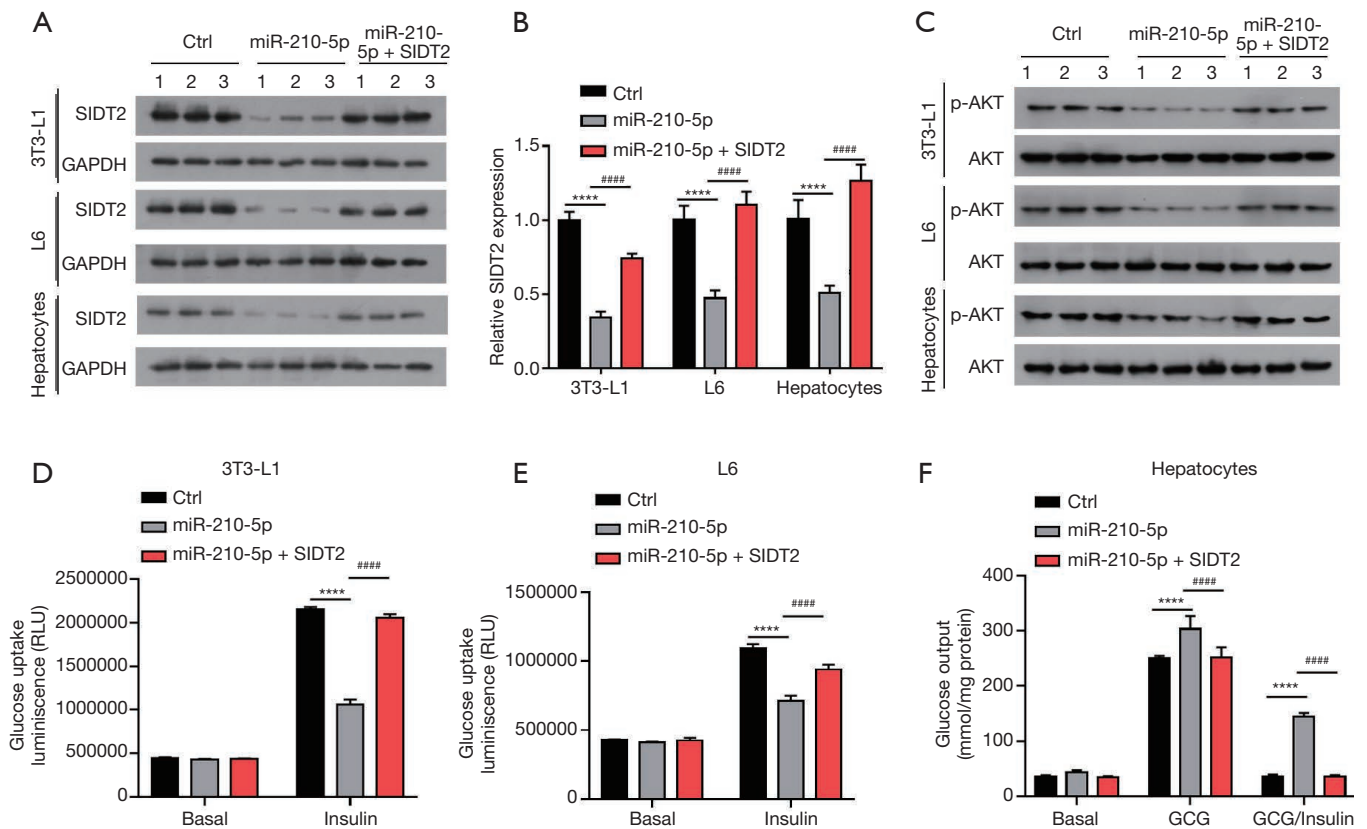 A
Ctrl
miR-210-5p
miR-210-
5p + SIDT2
1 2 3 1 2 3 1 2 3
3T3-L1
SIDT2
GAPDH
L6
SIDT2
GAPDH
Hepatocytes
SIDT2
GAPDH
B
Ctrl
miR-210-5p
miR-210-5p + SIDT2
Relative SIDT2 expression
1.5
1.0
0.5
0.0
**** ####
**** ####
**** ####
3T3-L1 L6 Hepatocytes
C
Ctrl
miR-210-5p
miR-210-
5p + SIDT2
1 2 3 1 2 3 1 2 3
3T3-L1
p-AKT
AKT
L6
p-AKT
AKT
Hepatocytes
p-AKT
AKT
D
3T3-L1
Ctrl
miR-210-5p
miR-210-5p + SIDT2
Glucose uptake
luminiscence (RLU)
2500000
2000000
1500000
1000000
500000
0
**** ####
Basal Insulin
E
L6
Ctrl
miR-210-5p
miR-210-5p + SIDT2
Glucose uptake
luminiscence (RLU)
1500000
1000000
500000
0
**** ####
Basal Insulin
F
Hepatocytes
Ctrl
miR-210-5p
miR-210-5p + SIDT2
Glucose output
(mmol/mg protein)
400
300
200
100
0
**** ####
**** ####
Basal GCG GCG/Insulin